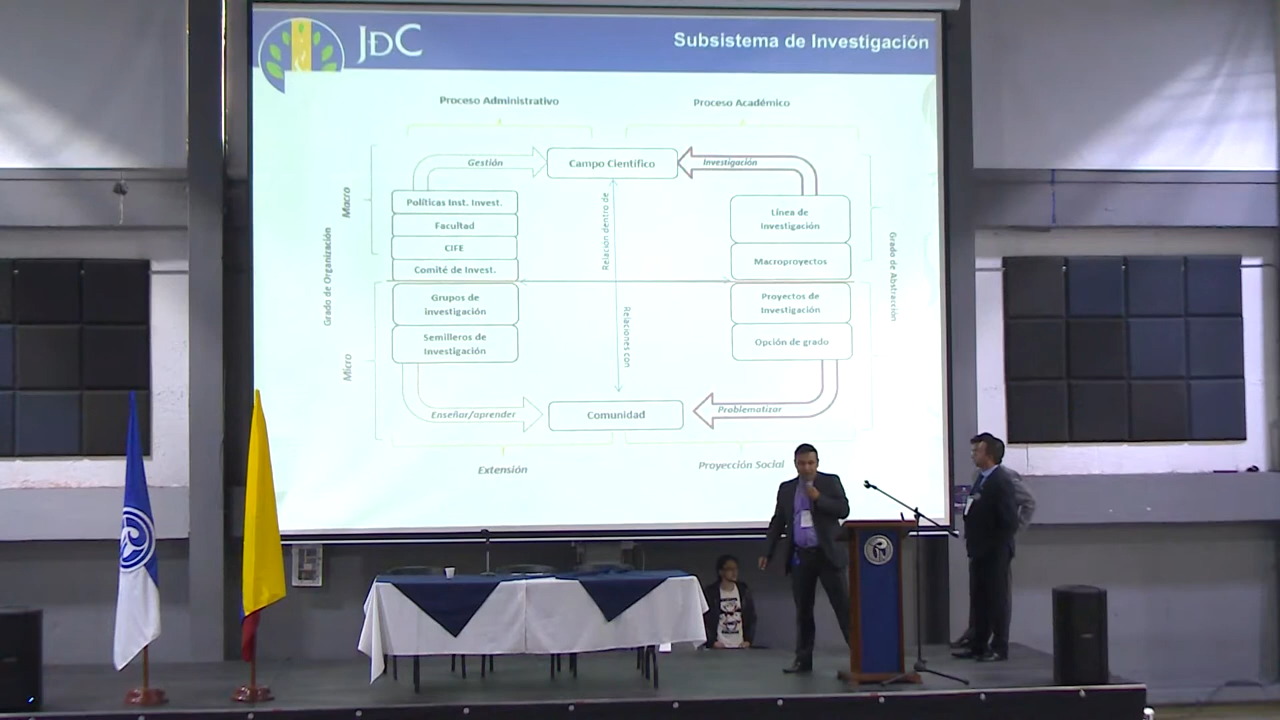 JDC
Subsistema de Investigación
Proceso Administrativo
Proceso Académico
Gestión
Campo Científico
Investigación
Macro
Políticas Inst. Invest.
Facultad
CIFE
Comité de Invest.
Relacion dentro de
Línea de
Investigación
Macroproyectos
Grado de Organización
Grado de Abstracción
Grupos de
investigación
Semilleros de
Investigación
Relaciones con
Proyectos de
Investigación
Opción de grado
Micro
Enseñar/aprender
Comunidad
Problematizar
Extensión
Proyección Social